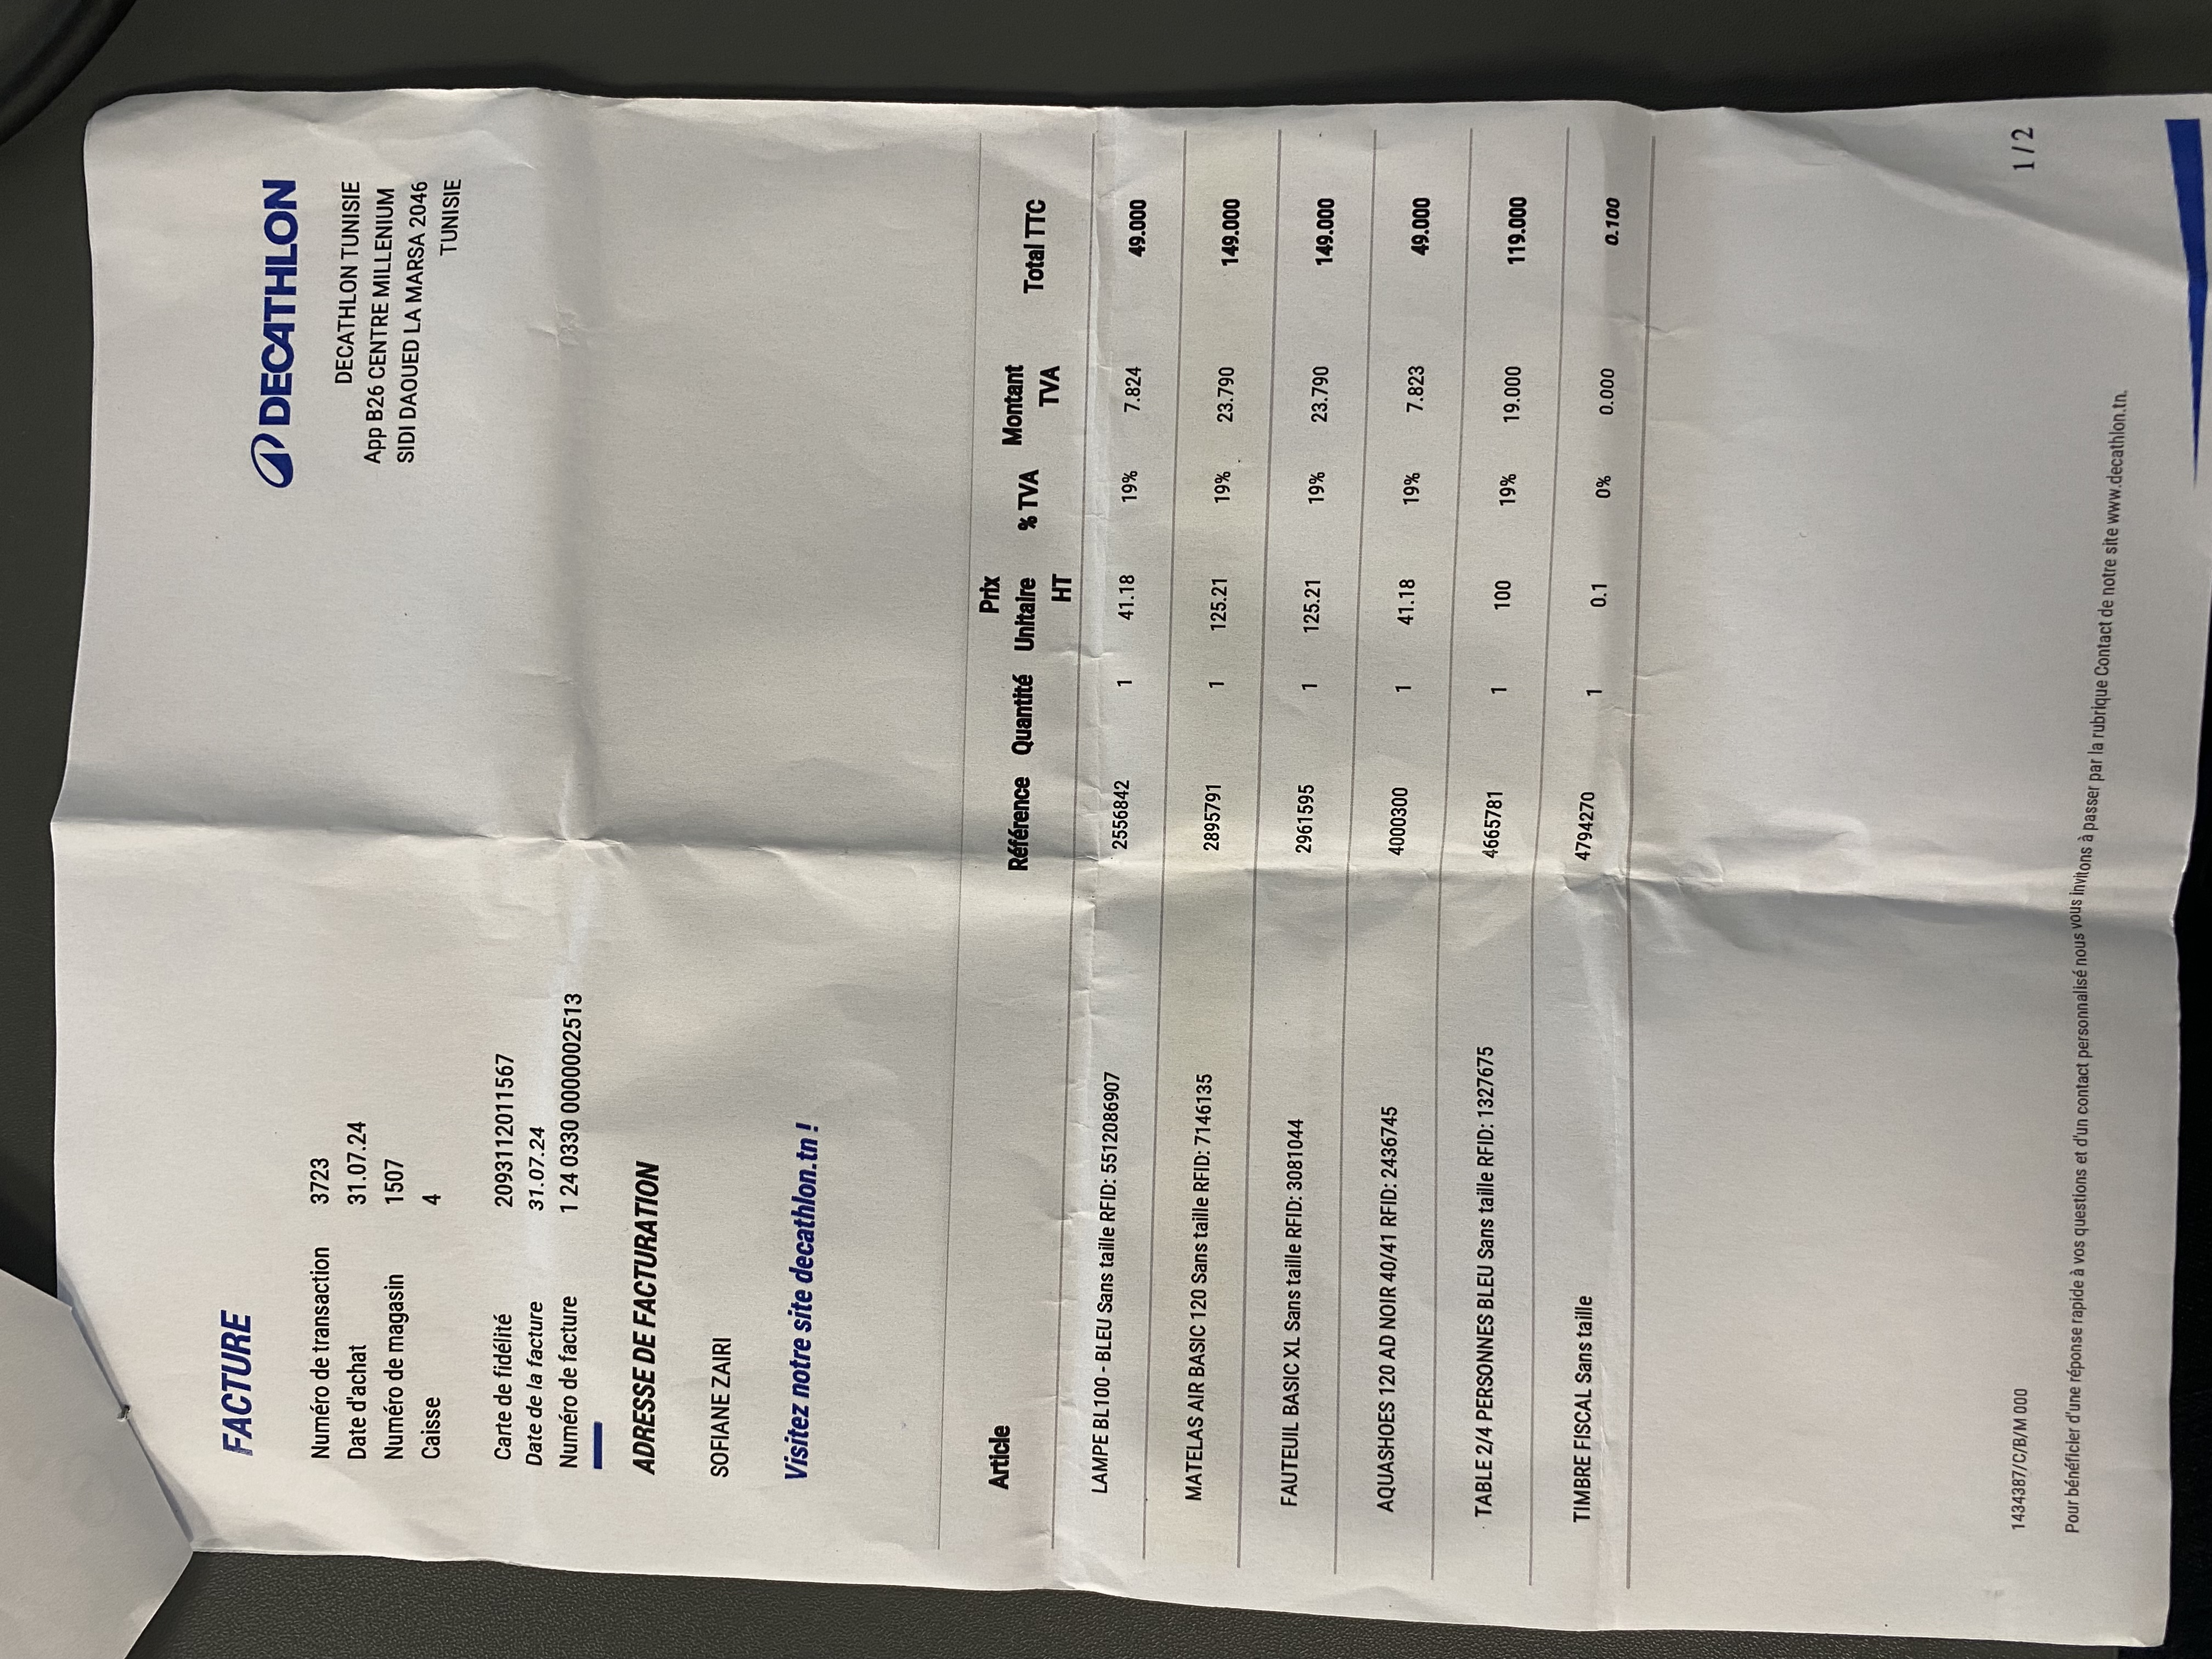 FACTURE
DECATHLON
Numéro de transaction 3723
Date d'achat 31.07.24
Numéro de magasin 1507
Caisse 4
DECATHLON TUNISIE
App B26 CENTRE MILLENIUM
SIDI DAOUED LA MARSA 2046
TUNISIE
Carte de fidélité 2093112011567
Date de la facture 31.07.24
Numéro de facture 1 24 0330 0000002513
ADRESSE DE FACTURATION
SOFIANE ZAIRI
Visitez notre site decathlon.tn !
Article Référence Quantité Prix Unitaire HT % TVA Montant TVA Total TTC
LAMPE BL100 - BLEU Sans taille RFID: 5512086907 2556842 1 41.18 19% 7.824 49.000
MATELAS AIR BASIC 120 Sans taille RFID: 7146135 2895791 1 125.21 19% 23.790 149.000
FAUTEUIL BASIC XL Sans taille RFID: 3081044 2961595 1 125.21 19% 23.790 149.000
AQUASHOES 120 AD NOIR 40/41 RFID: 2436745 4000300 1 41.18 19% 7.823 49.000
TABLE 2/4 PERSONNES BLEU Sans taille RFID: 1327675 4665781 1 100 19% 19.000 119.000
TIMBRE FISCAL Sans taille 4794270 1 0.1 0% 0.000 0.100
1434387/C/B/M 000
1 / 2
Pour bénéficier d'une réponse rapide à vos questions et d'un contact personnalisé nous vous invitons à passer par la rubrique Contact de notre site www.decathlon.tn.